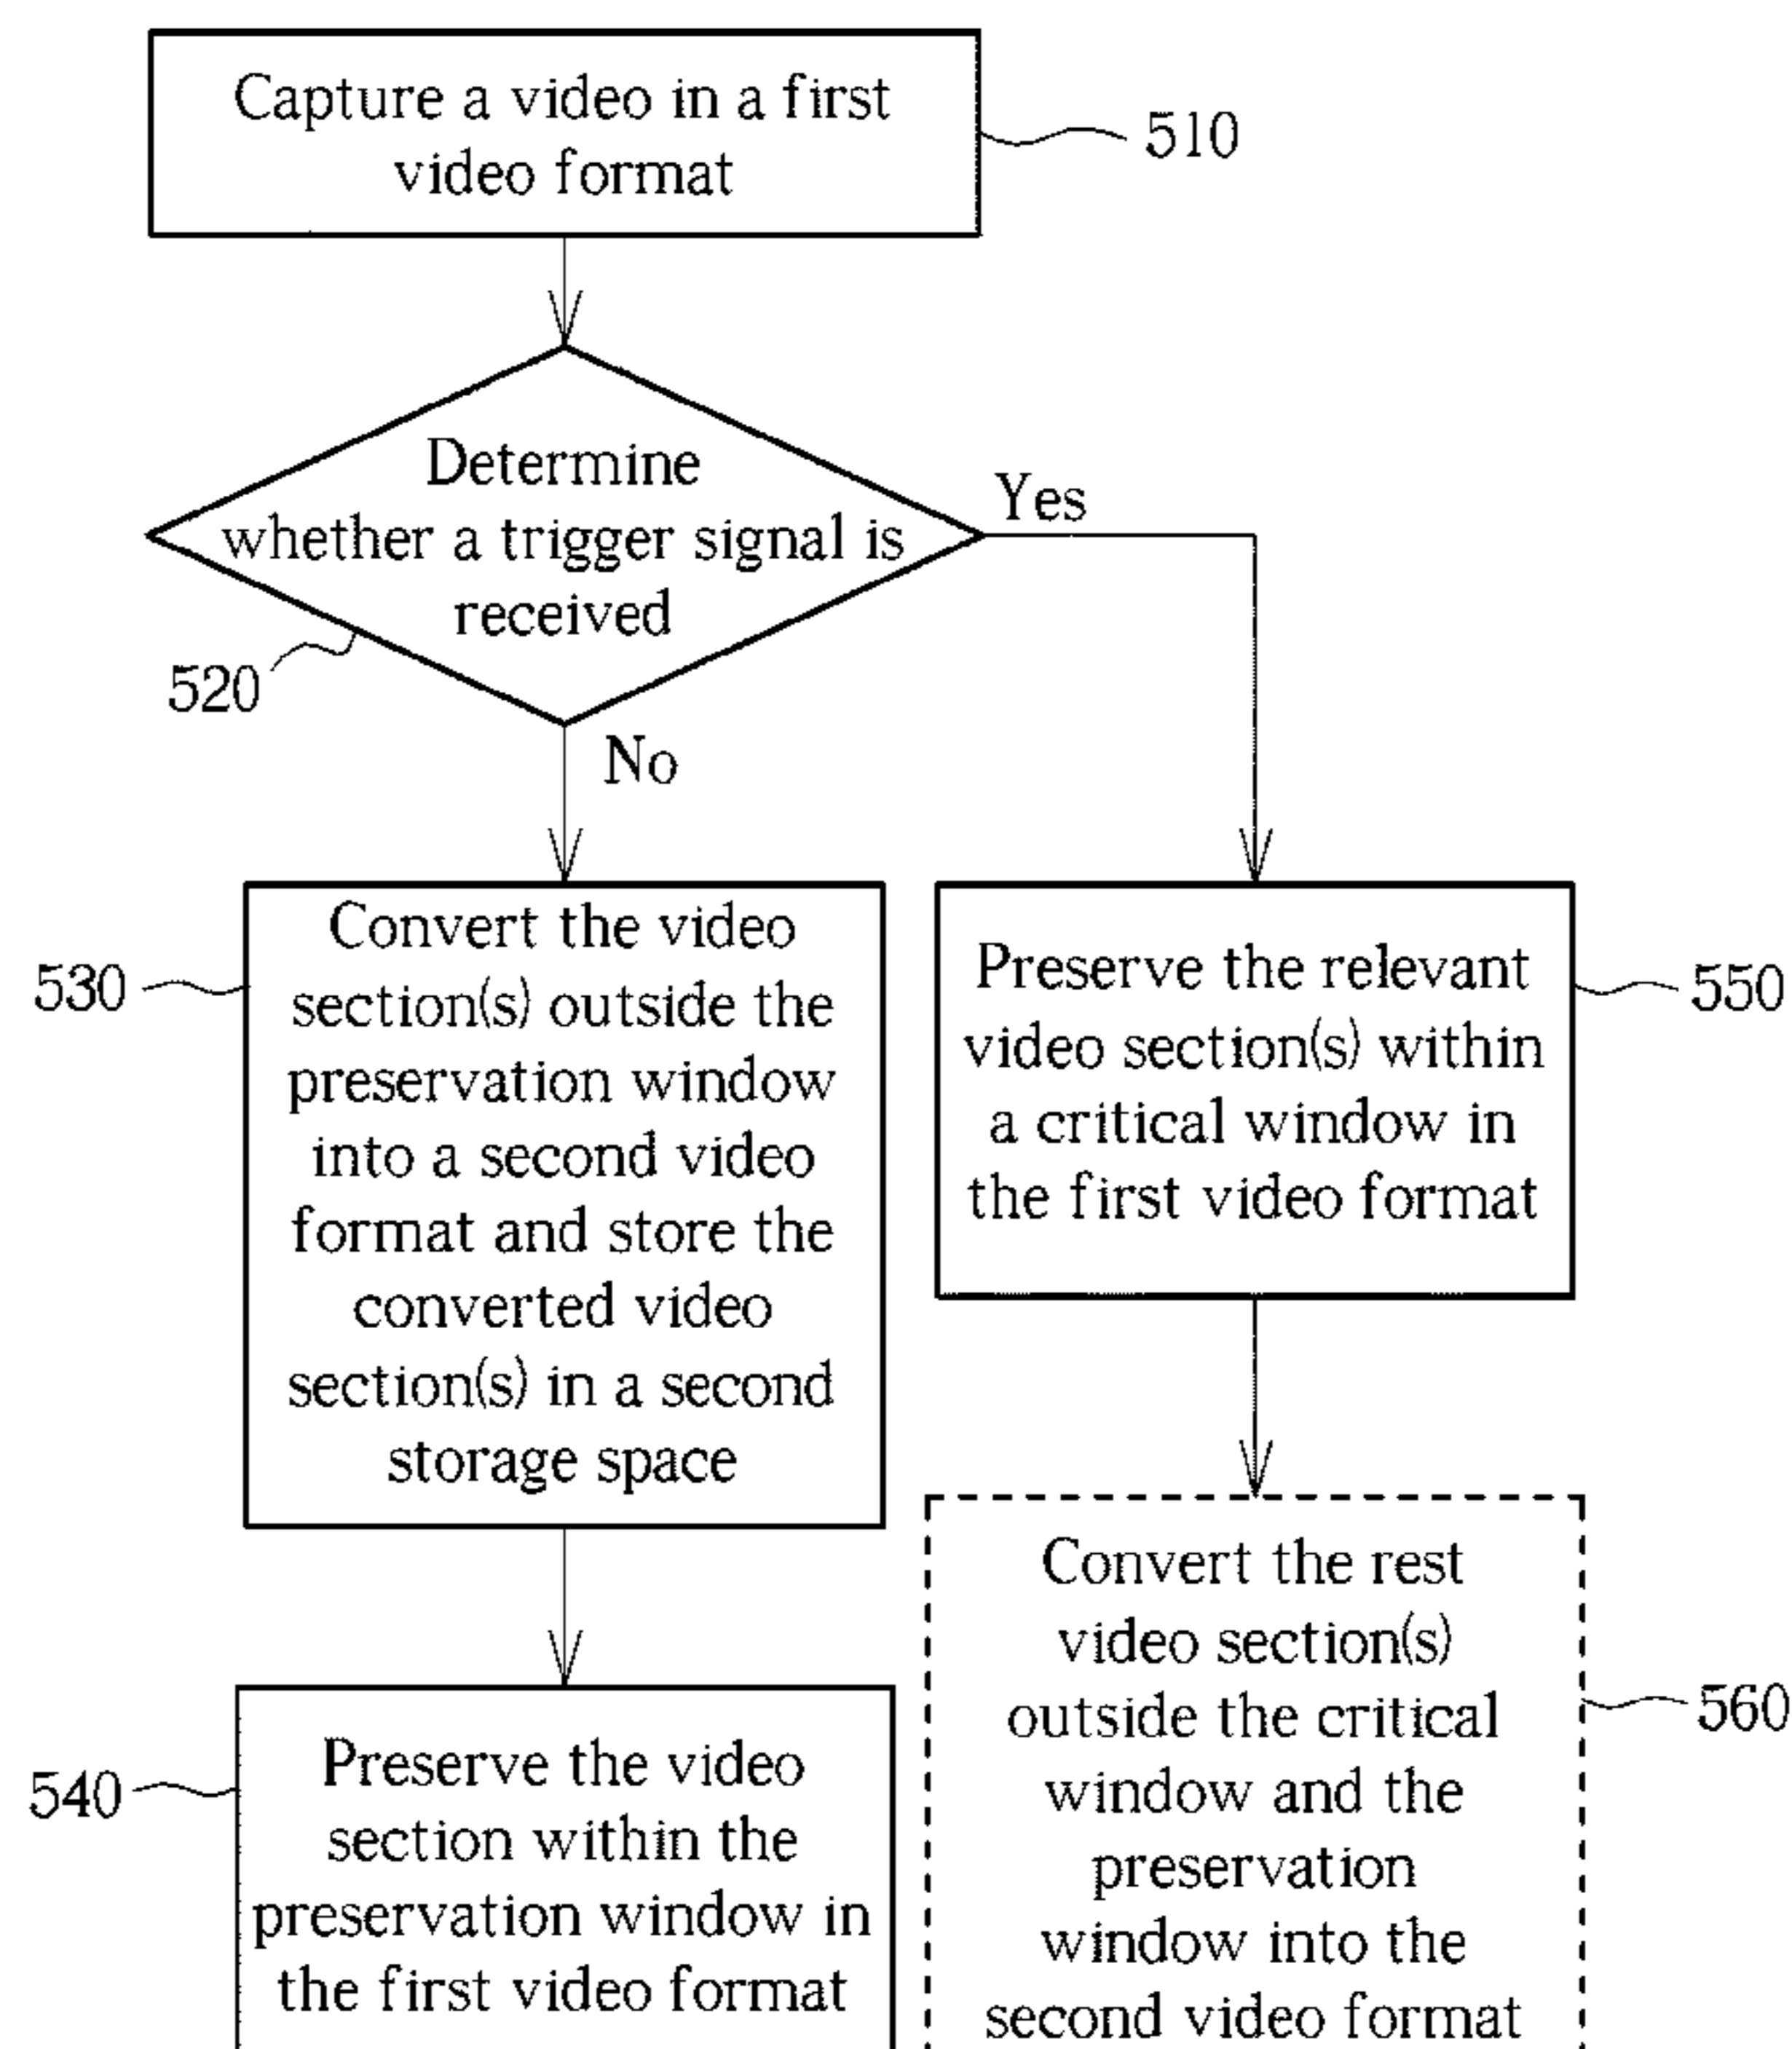 Capture a video in a first
video format
510
Determine
whether a trigger signal is
received
Yes
520
No
Convert the video
section(s) outside the
preservation window
into a second video
format and store the
converted video
section(s) in a second
storage space
530
Preserve the relevant
video section(s) within
a critical window in
the first video format
550
Preserve the video
section within the
preservation window in
the first video format
540
Convert the rest
video section(s)
outside the critical
window and the
preservation
window into the
second video format
560